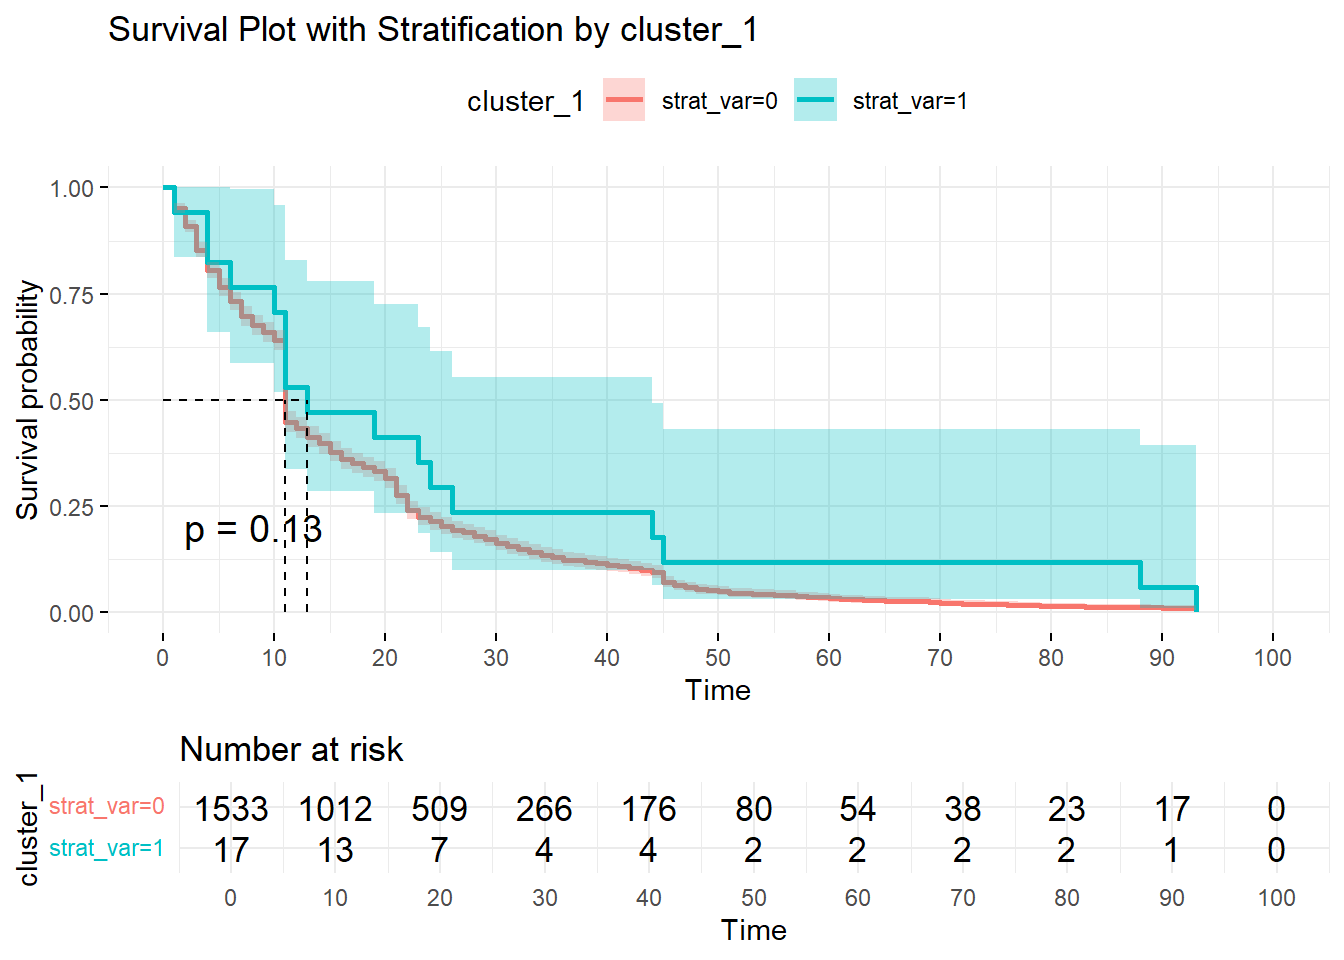 Survival Plot with Stratification by cluster_1
cluster_1 strat_var=0 strat_var=1
Survival probability
1.00
0.75
0.50
0.25
0.00
p = 0.13
0 10 20 30 40 50 60 70 80 90 100
Time
Number at risk
cluster_1
strat_var=0 1533 1012 509 266 176 80 54 38 23 17 0
strat_var=1 17 13 7 4 4 2 2 2 2 1 0
0 10 20 30 40 50 60 70 80 90 100
Time